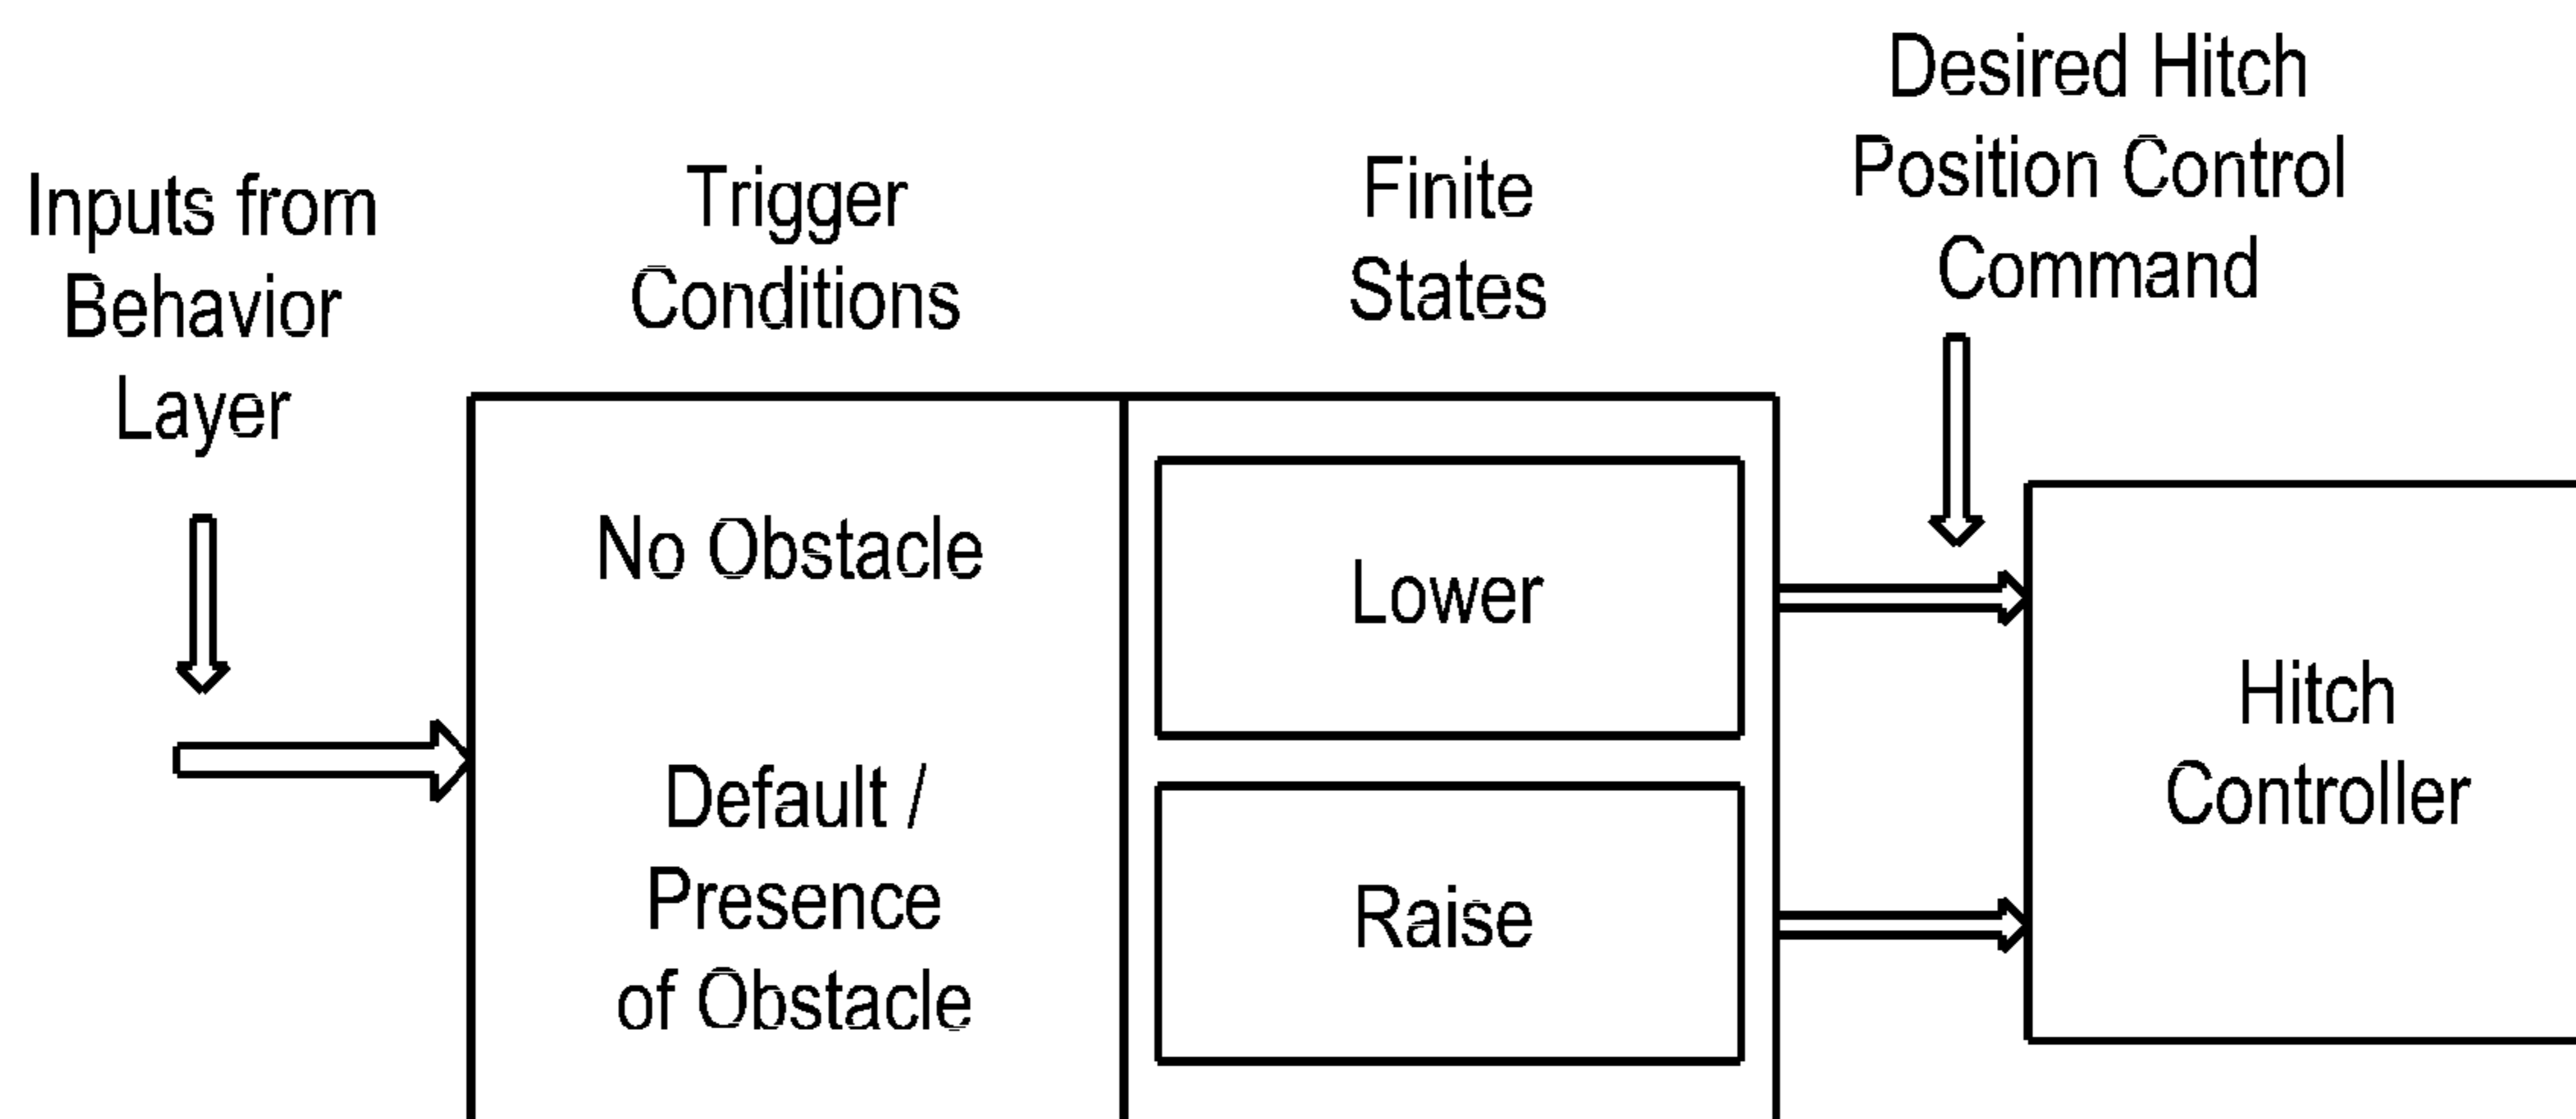 Inputs from
Behavior
Layer
Trigger
Conditions
Finite
States
Desired Hitch
Position Control
Command
No Obstacle
Default /
Presence
of Obstacle
Lower
Raise
Hitch
Controller